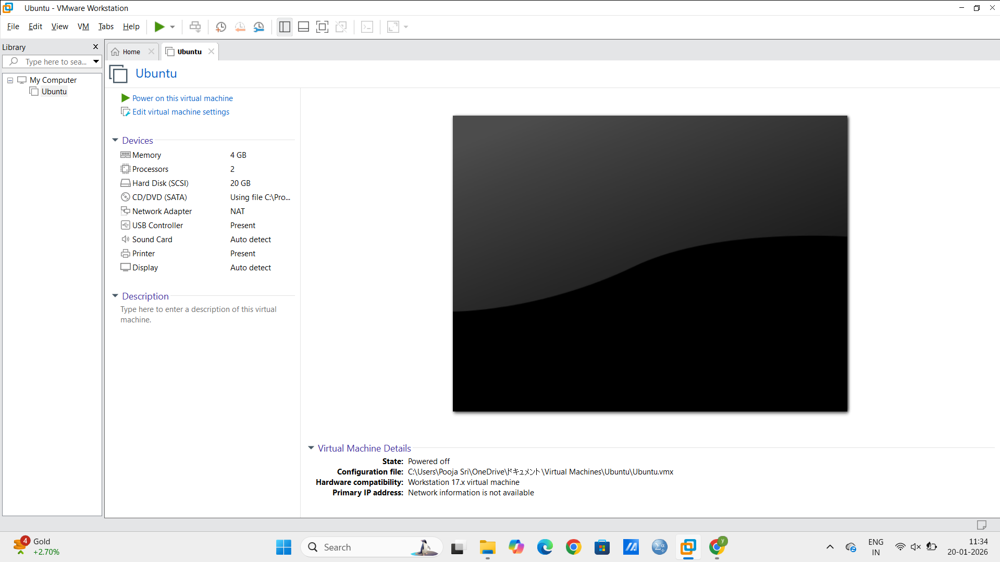 Ubuntu - VMware Workstation
File Edit View VM Tabs Help
Library
Home
Ubuntu
Type here to sea...
Ubuntu
My Computer
Ubuntu
Power on this virtual machine
Edit virtual machine settings
Devices
Memory 4 GB
Processors 2
Hard Disk (SCSI) 20 GB
CD/DVD (SATA) Using file C:\Pro...
Network Adapter NAT
USB Controller Present
Sound Card Auto detect
Printer Present
Display Auto detect
Description
Type here to enter a description of this virtual
machine.
Virtual Machine Details
State: Powered off
Configuration file: C:\Users\Pooja Sri\OneDrive\ドキュメント\Virtual Machines\Ubuntu\Ubuntu.vmx
Hardware compatibility: Workstation 17.x virtual machine
Primary IP address: Network information is not available
4
Gold
+2.70%
Search
Σα
y
ENG
IN
11:34
20-01-2026